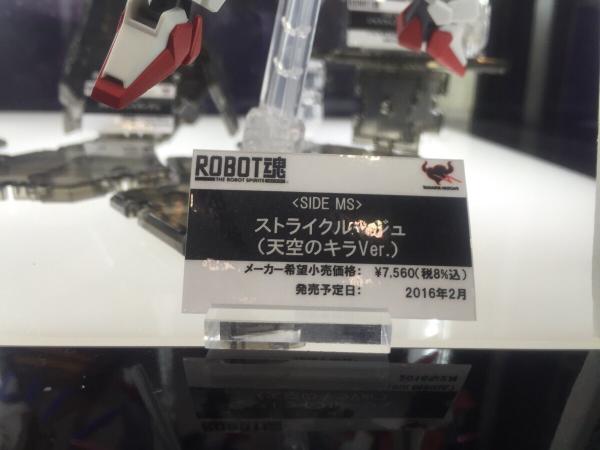 ROBOT魂
THE ROBOT SPIRITS
<SIDE MS>
ストライクルージュ
(天空のキラVer.)
メーカー希望小売価格: ¥7,560(税8%込)
発売予定日: 2016年2月
TAMASHII NATIONS